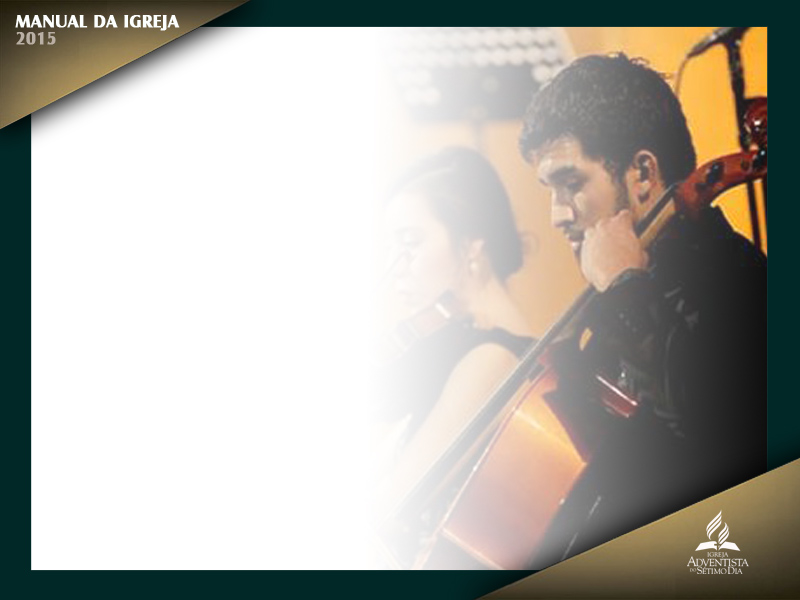 MANUAL DA IGREJA
2015
IGREJA
ADVENTISTA
DO SÉTIMO DIA